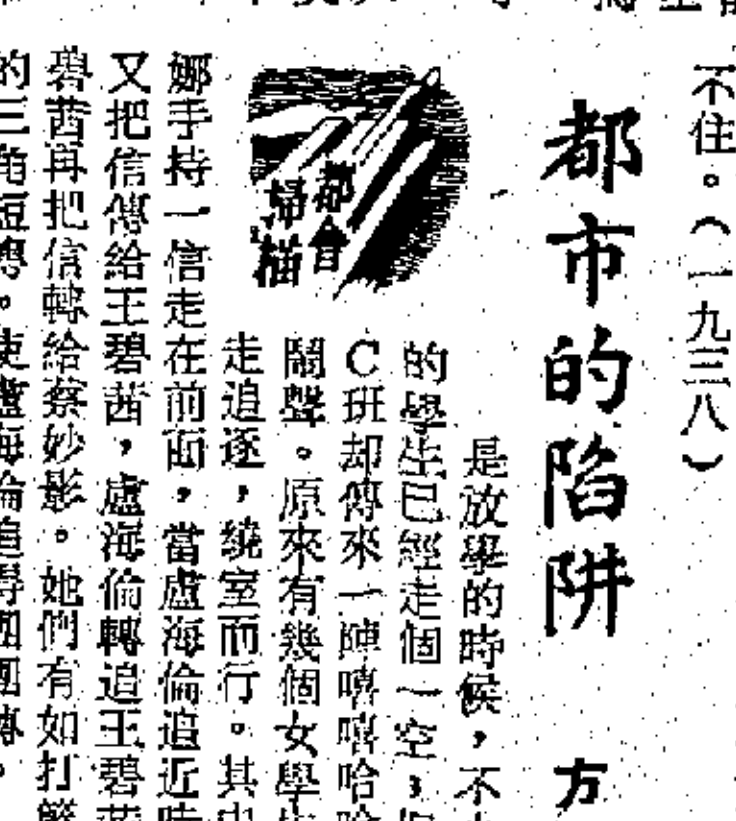 不住。（一九三八）
都市的陷阱　方
都會
掃描
是放學的時候，不
的學生已經走個一空，
C班却傳來一陣嘻嘻哈哈
鬧聲。原來有幾個女學生
走追逐，繞室而行。其中
娜手持一信走在前面，當盧海倫追近時
又把信傳給王碧茜，盧海倫轉追王碧茜
碧茜再把信轉給蔡妙影。她們有如打籃
的三角短傳。使盧海倫追得團團轉。